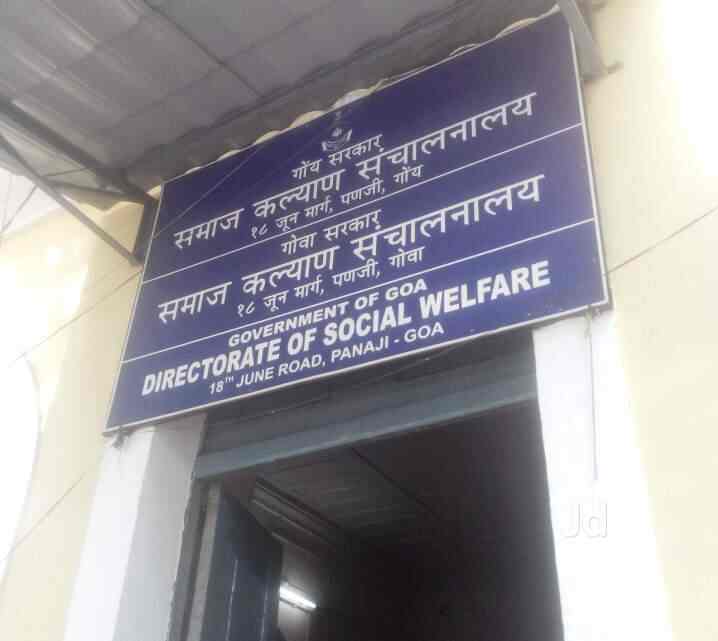 गोंय सरकार
समाज कल्याण संचालनालय
१८ जून मार्ग, पणजी, गोंय
गोवा सरकार
समाज कल्याण संचालनालय
१८ जून मार्ग, पणजी, गोवा
GOVERNMENT OF GOA
DIRECTORATE OF SOCIAL WELFARE
18TH JUNE ROAD, PANAJI - GOA
Jd